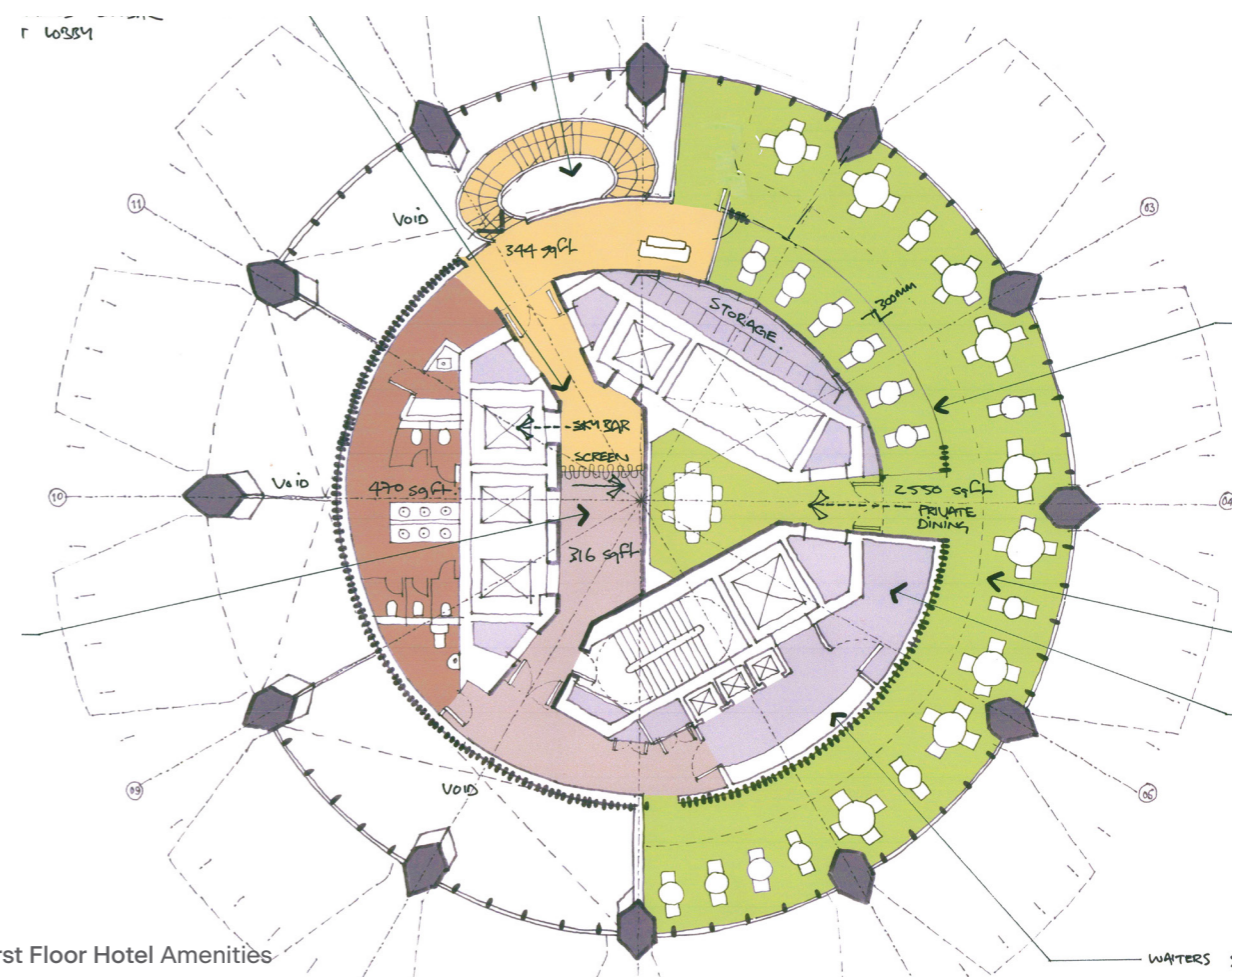 LOBBY
VOID
11
344 sqft
03
STORAGE
300mm
SKY BAR
SCREEN
VOID
10
470 sqft.
2550 sqft
PRIVATE
DINING
04
316 sqft
VOID
09
06
rst Floor Hotel Amenities
WAITERS